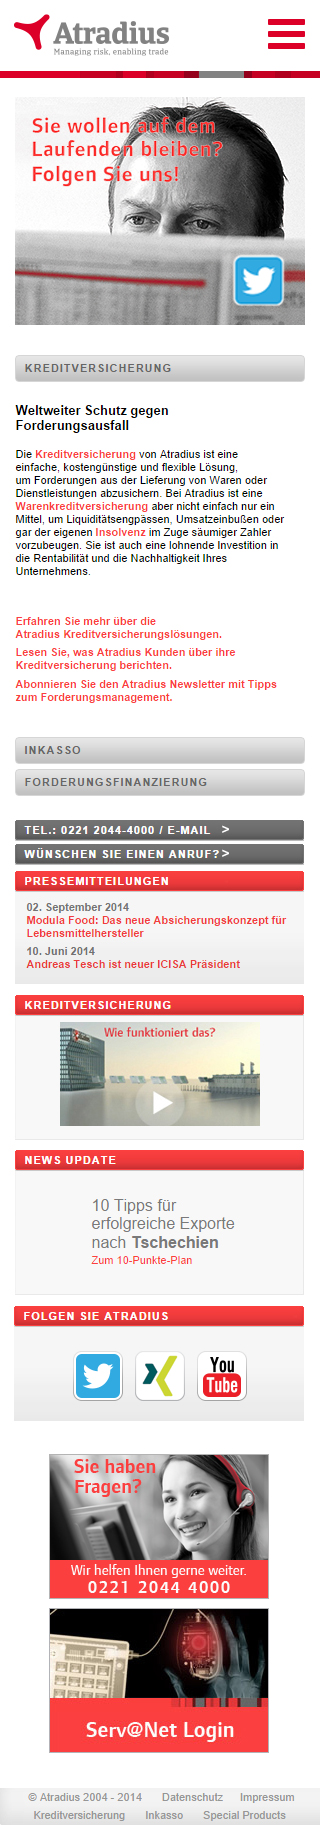 Atradius
Managing risk, enabling trade
Sie wollen auf dem
Laufenden bleiben?
Folgen Sie uns!
KREDITVERSICHERUNG
Weltweiter Schutz gegen
Forderungsausfall
Die Kreditversicherung von Atradius ist eine
einfache, kostengünstige und flexible Lösung,
um Forderungen aus der Lieferung von Waren oder
Dienstleistungen abzusichern. Bei Atradius ist eine
Warenkreditversicherung aber nicht einfach nur ein
Mittel, um Liquiditätsengpässen, Umsatzeinbußen oder
gar der eigenen Insolvenz im Zuge säumiger Zahler
vorzubeugen. Sie ist auch eine lohnende Investition in
die Rentabilität und die Nachhaltigkeit Ihres
Unternehmens.
Erfahren Sie mehr über die
Atradius Kreditversicherungslösungen.
Lesen Sie, was Atradius Kunden über ihre
Kreditversicherung berichten.
Abonnieren Sie den Atradius Newsletter mit Tipps
zum Forderungsmanagement.
INKASSO
FORDERUNGSFINANZIERUNG
TEL.: 0221 2044-4000 / E-MAIL >
WÜNSCHEN SIE EINEN ANRUF? >
PRESSEMITTEILUNGEN
02. September 2014
Modula Food: Das neue Absicherungskonzept für
Lebensmittelhersteller
10. Juni 2014
Andreas Tesch ist neuer ICISA Präsident
KREDITVERSICHERUNG
Wie funktioniert das?
NEWS UPDATE
10 Tipps für
erfolgreiche Exporte
nach Tschechien
Zum 10-Punkte-Plan
FOLGEN SIE ATRADIUS
You
Tube
Sie haben
Fragen?
Wir helfen Ihnen gerne weiter.
0221 2044 4000
Serv@Net Login
© Atradius 2004 - 2014 Datenschutz Impressum
Kreditversicherung Inkasso Special Products